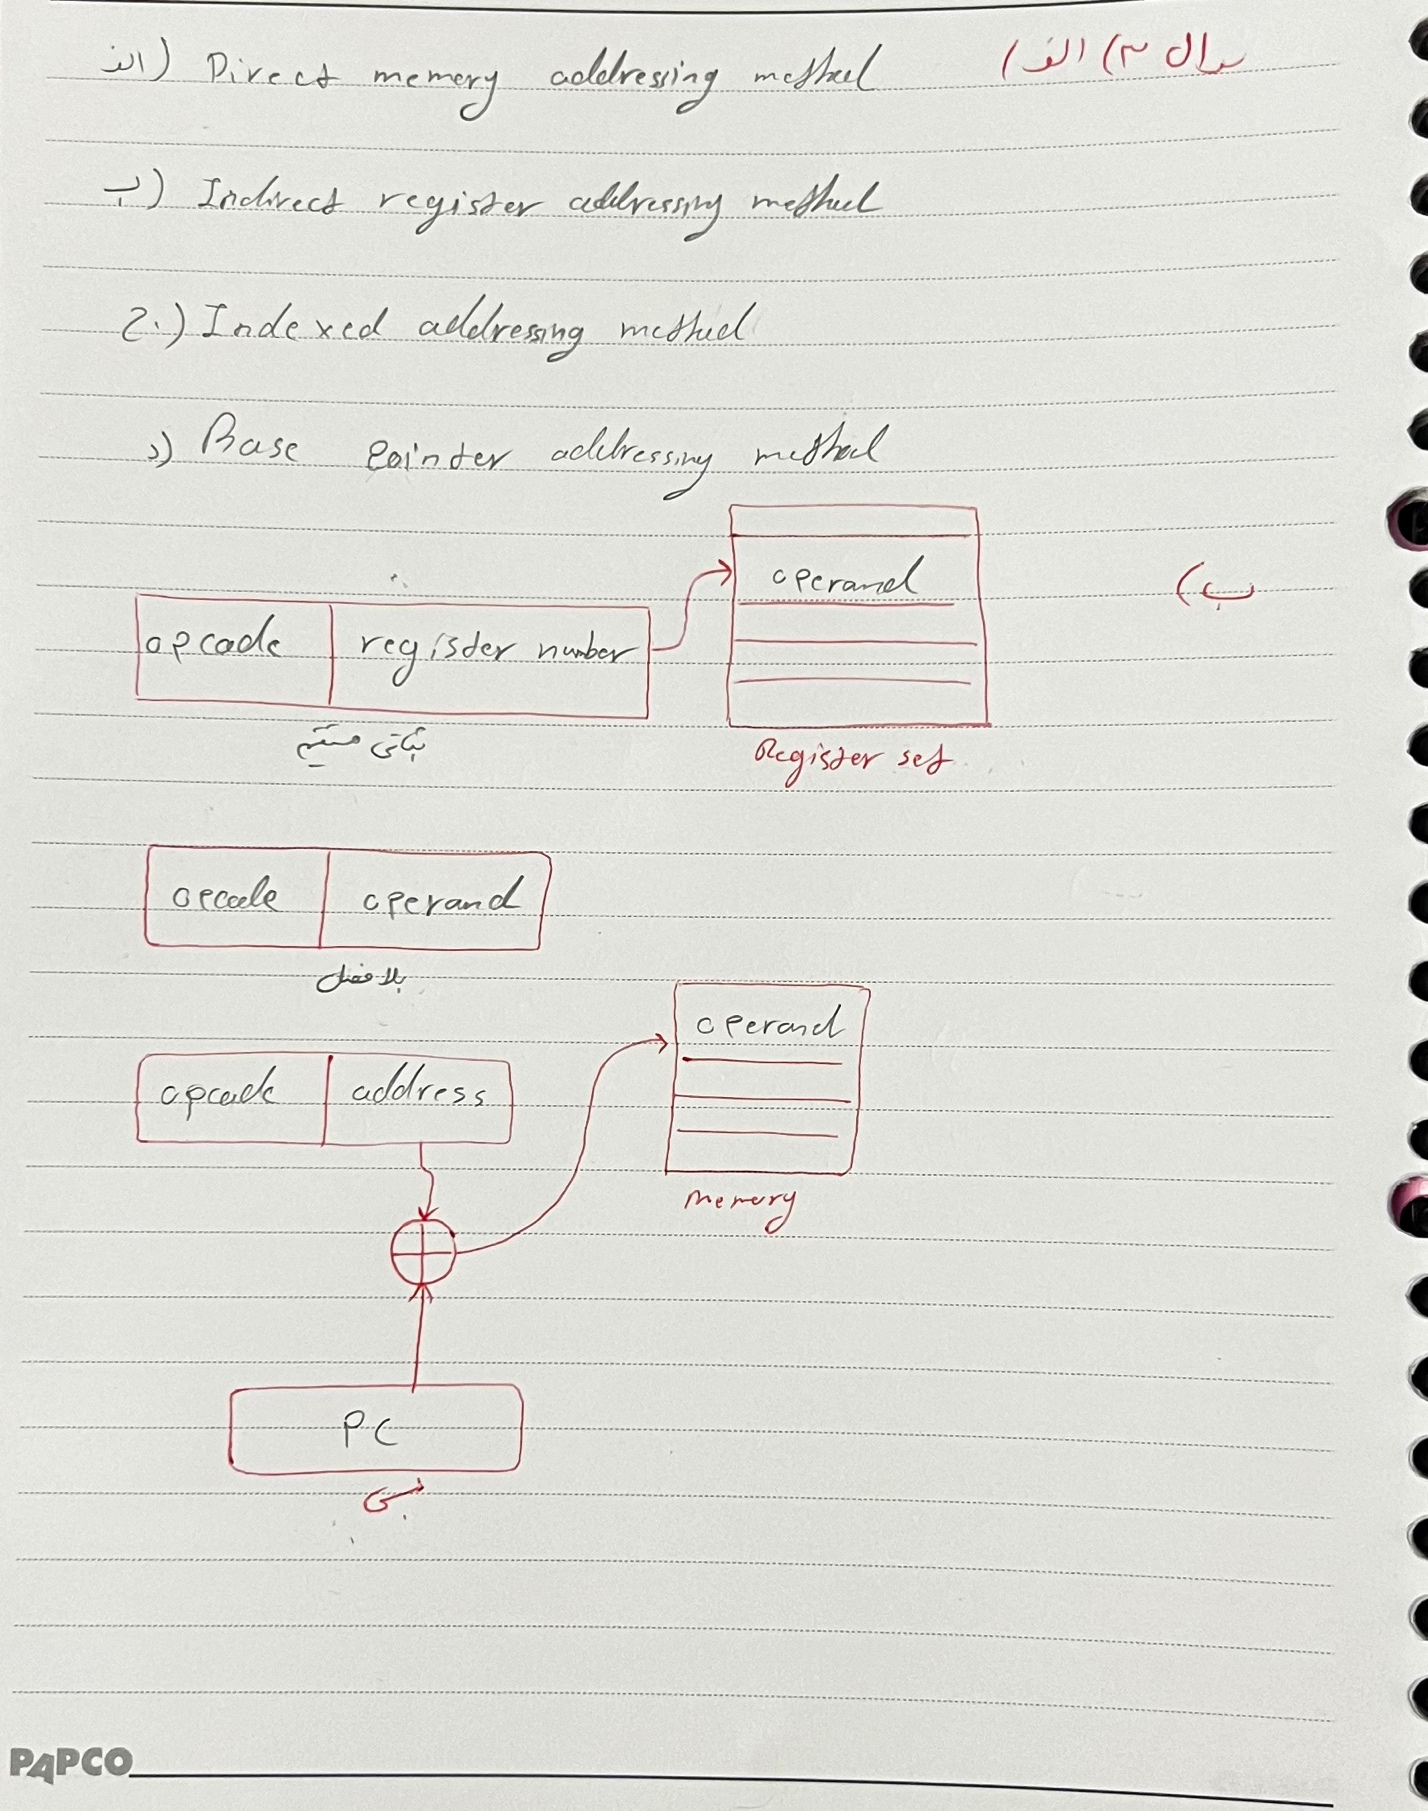 سوال ۳) الف)
الف) Direct memory addressing method
ب) Indirect register addressing method
ج) Indexed addressing method
د) Base pointer addressing method
ب)
operand
opcode register number
ثباتی مستقیم
Register set
opcode operand
بلافصل
operand
opcode address
Memory
PC
نسبی
PAPCO